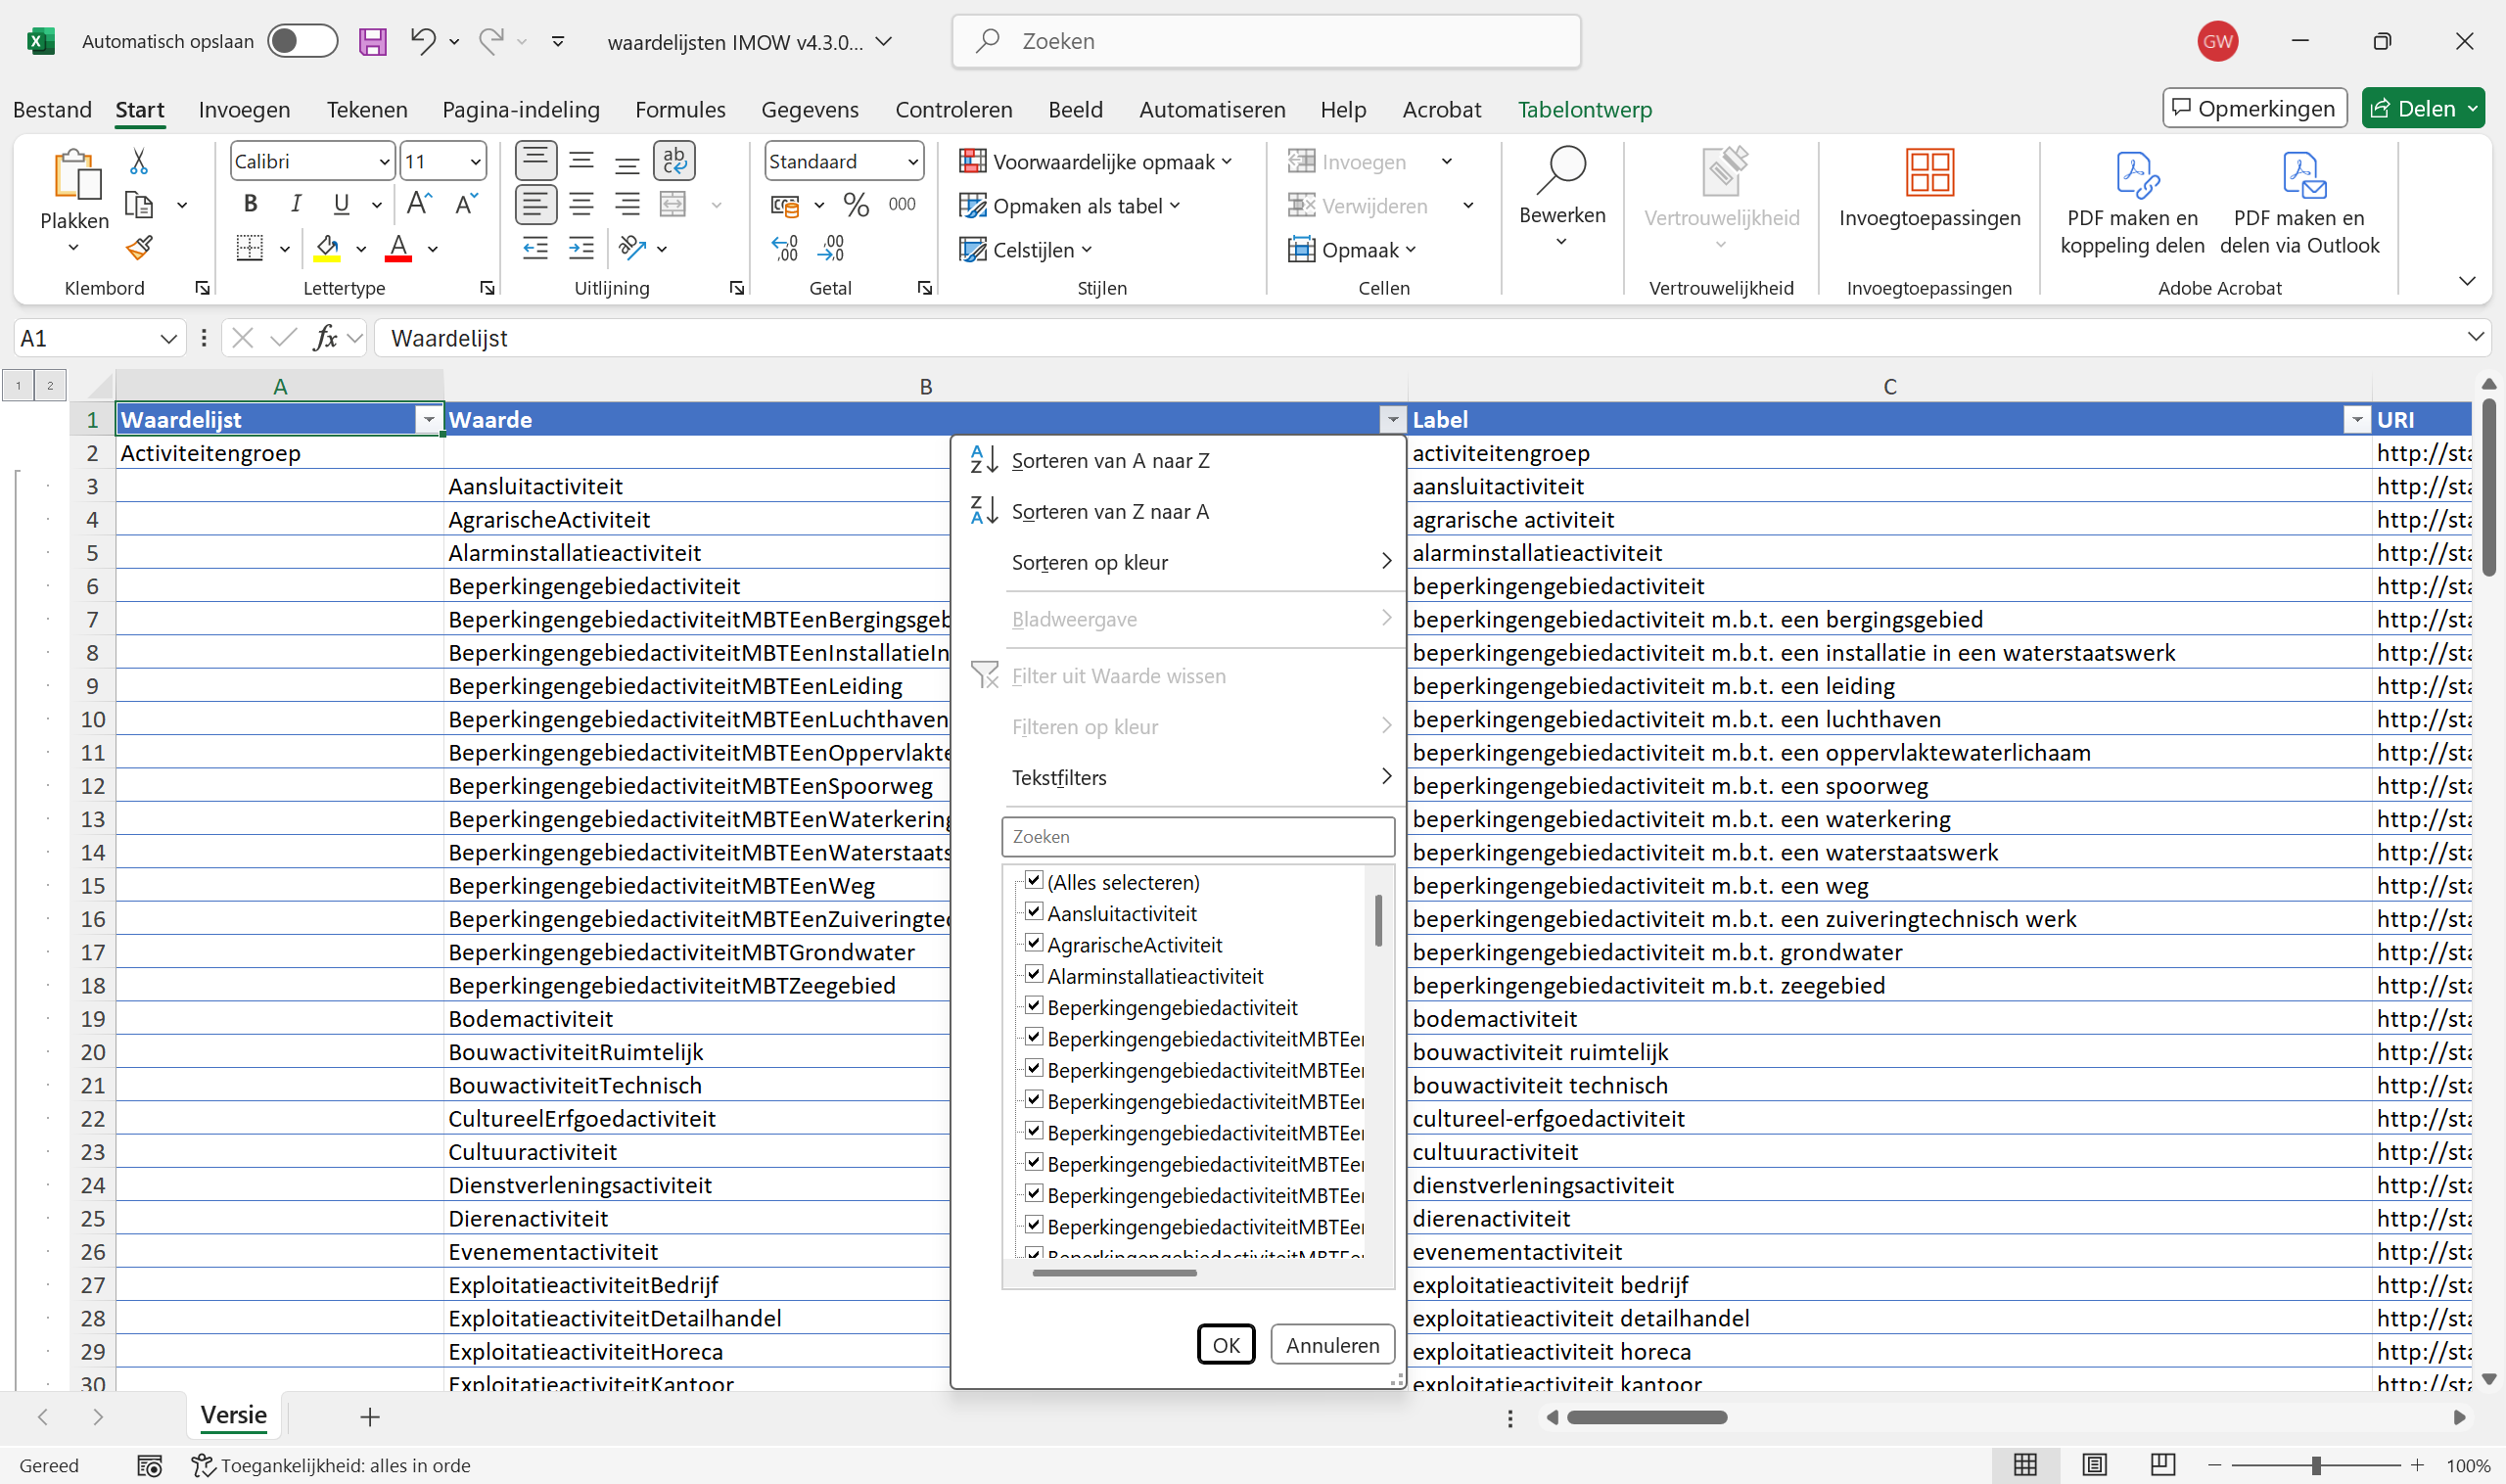 Automatisch opslaan
waardelijsten IMOW v4.3.0...
Zoeken
GW
Bestand Start Invoegen Tekenen Pagina-indeling Formules Gegevens Controleren Beeld Automatiseren Help Acrobat Tabelontwerp Opmerkingen Delen
Plakken
Klembord
Calibri 11
B I U A A
A
Lettertype
ab
Uitlijning
Standaard
% 000
Getal
Voorwaardelijke opmaak
Opmaken als tabel
Celstijlen
Stijlen
Invoegen
Verwijderen
Opmaak
Cellen
Bewerken
Vertrouwelijkheid
Vertrouwelijkheid
Invoegtoepassingen
Invoegtoepassingen
PDF maken en
koppeling delen
PDF maken en
delen via Outlook
Adobe Acrobat
A1 fx Waardelijst
1 2 A B C
1 Waardelijst Waarde Label URI
2 Activiteitengroep activiteitengroep http://sta
3 Aansluitactiviteit aansluitactiviteit http://sta
4 AgrarischeActiviteit agrarische activiteit http://sta
5 Alarminstallatieactiviteit alarminstallatieactiviteit http://sta
6 Beperkingengebiedactiviteit beperkingengebiedactiviteit http://sta
7 BeperkingengebiedactiviteitMBTEenBergingsgeb beperkingengebiedactiviteit m.b.t. een bergingsgebied http://sta
8 BeperkingengebiedactiviteitMBTEenInstallatieIn beperkingengebiedactiviteit m.b.t. een installatie in een waterstaatswerk http://sta
9 BeperkingengebiedactiviteitMBTEenLeiding beperkingengebiedactiviteit m.b.t. een leiding http://sta
10 BeperkingengebiedactiviteitMBTEenLuchthaven beperkingengebiedactiviteit m.b.t. een luchthaven http://sta
11 BeperkingengebiedactiviteitMBTEenOppervlakte beperkingengebiedactiviteit m.b.t. een oppervlaktewaterlichaam http://sta
12 BeperkingengebiedactiviteitMBTEenSpoorweg beperkingengebiedactiviteit m.b.t. een spoorweg http://sta
13 BeperkingengebiedactiviteitMBTEenWaterkering beperkingengebiedactiviteit m.b.t. een waterkering http://sta
14 BeperkingengebiedactiviteitMBTEenWaterstaats beperkingengebiedactiviteit m.b.t. een waterstaatswerk http://sta
15 BeperkingengebiedactiviteitMBTEenWeg beperkingengebiedactiviteit m.b.t. een weg http://sta
16 BeperkingengebiedactiviteitMBTEenZuiveringtec beperkingengebiedactiviteit m.b.t. een zuiveringtechnisch werk http://sta
17 BeperkingengebiedactiviteitMBTGrondwater beperkingengebiedactiviteit m.b.t. grondwater http://sta
18 BeperkingengebiedactiviteitMBTZeegebied beperkingengebiedactiviteit m.b.t. zeegebied http://sta
19 Bodemactiviteit bodemactiviteit http://sta
20 BouwactiviteitRuimtelijk bouwactiviteit ruimtelijk http://sta
21 BouwactiviteitTechnisch bouwactiviteit technisch http://sta
22 CultureelErfgoedactiviteit cultureel-erfgoedactiviteit http://sta
23 Cultuuractiviteit cultuuractiviteit http://sta
24 Dienstverleningsactiviteit dienstverleningsactiviteit http://sta
25 Dierenactiviteit dierenactiviteit http://sta
26 Evenementactiviteit evenementactiviteit http://sta
27 ExploitatieactiviteitBedrijf exploitatieactiviteit bedrijf http://sta
28 ExploitatieactiviteitDetailhandel exploitatieactiviteit detailhandel http://sta
29 ExploitatieactiviteitHoreca exploitatieactiviteit horeca http://sta
30 ExploitatieactiviteitKantoor exploitatieactiviteit kantoor http://sta
Sorteren van A naar Z
Sorteren van Z naar A
Sorteren op kleur
Bladweergave
Filter uit Waarde wissen
Filteren op kleur
Tekstfilters
Zoeken
(Alles selecteren)
Aansluitactiviteit
AgrarischeActiviteit
Alarminstallatieactiviteit
Beperkingengebiedactiviteit
BeperkingengebiedactiviteitMBTEen
BeperkingengebiedactiviteitMBTEen
BeperkingengebiedactiviteitMBTEen
BeperkingengebiedactiviteitMBTEen
BeperkingengebiedactiviteitMBTEen
BeperkingengebiedactiviteitMBTEen
BeperkingengebiedactiviteitMBTEen
BeperkingengebiedactiviteitMBTEen
OK Annuleren
Versie
Gereed Toegankelijkheid: alles in orde 100%